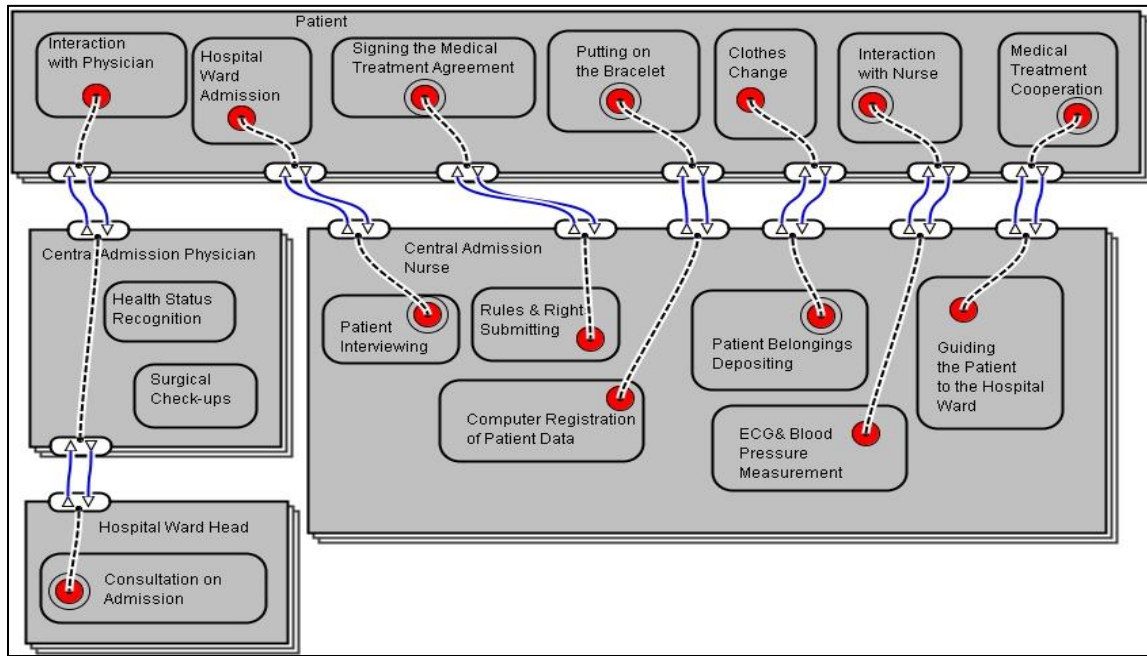 Patient
Interaction
with Physician
Hospital
Ward
Admission
Signing the Medical
Treatment Agreement
Putting on
the Bracelet
Clothes
Change
Interaction
with Nurse
Medical
Treatment
Cooperation
Central Admission Physician
Health Status
Recognition
Surgical
Check-ups
Central Admission
Nurse
Patient
Interviewing
Rules & Right
Submitting
Computer Registration
of Patient Data
Patient Belongings
Depositing
ECG& Blood
Pressure
Measurement
Guiding
the Patient
to the Hospital
Ward
Hospital Ward Head
Consultation on
Admission